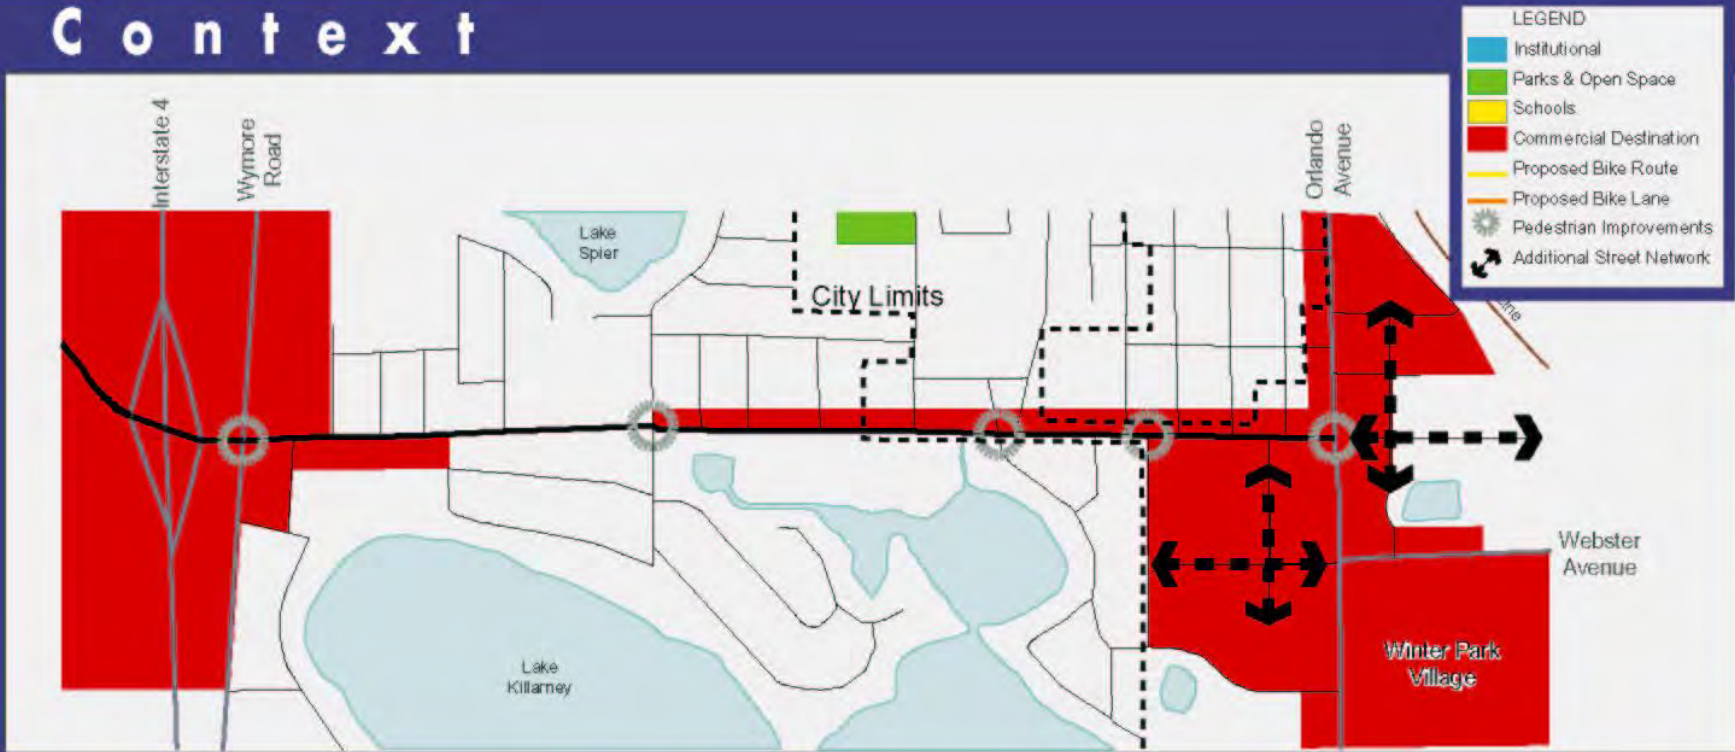 Context
LEGEND
Institutional
Parks & Open Space
Schools
Commercial Destination
Proposed Bike Route
Proposed Bike Lane
Pedestrian Improvements
Additional Street Network
Interstate 4
Wymore
Road
Orlando
Avenue
Lake
Spier
City Limits
Webster
Avenue
Lake
Killarney
Winter Park
Village